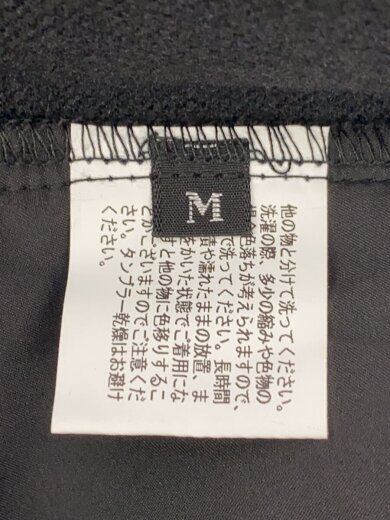 M
他の物と分けて洗ってください。
洗濯の際、多少の縮みや色物の
色落ちが考えられますので、
で洗ってください。長時間
や濡れたままの放置、ま
をかいた状態でご着用にな
すと他の物に色移りするこ
とがございますのでご注意くだ
さい。タンブラー乾燥はお避け
ください。